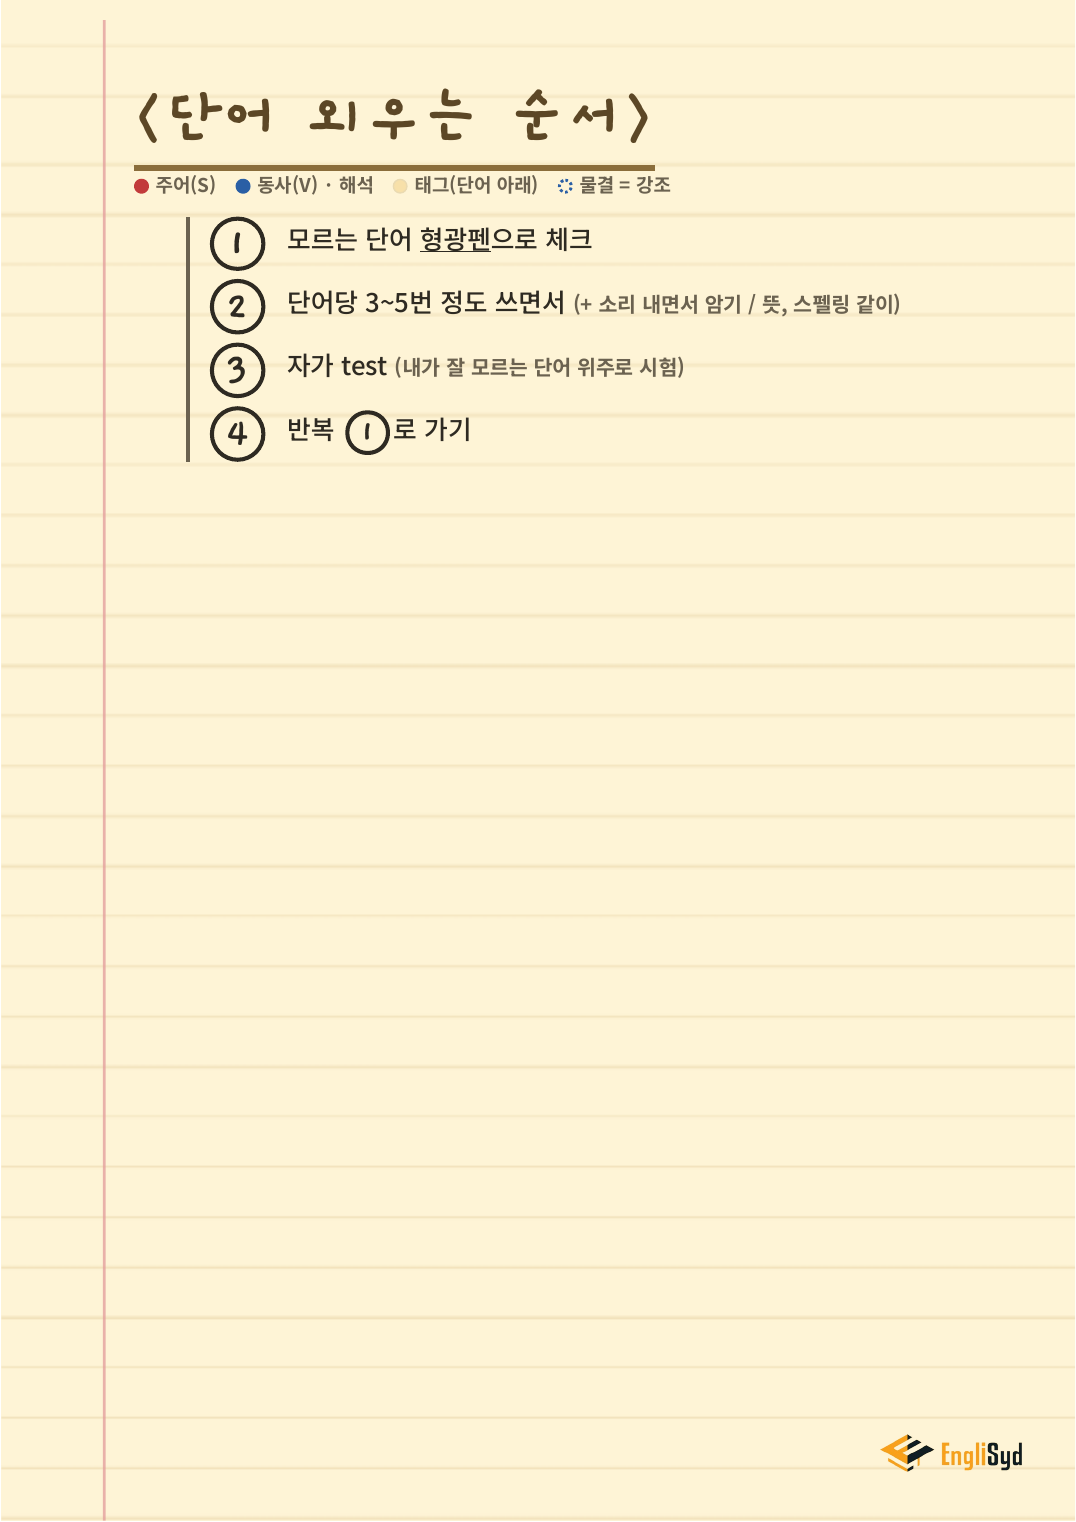 <단어 외우는 순서>
주어(S) 동사(V) · 해석 태그(단어 아래) 물결 = 강조
1 모르는 단어 형광펜으로 체크
2 단어당 3~5번 정도 쓰면서 (+ 소리 내면서 암기 / 뜻, 스펠링 같이)
3 자가 test (내가 잘 모르는 단어 위주로 시험)
4 반복 1로 가기
EngliSyd